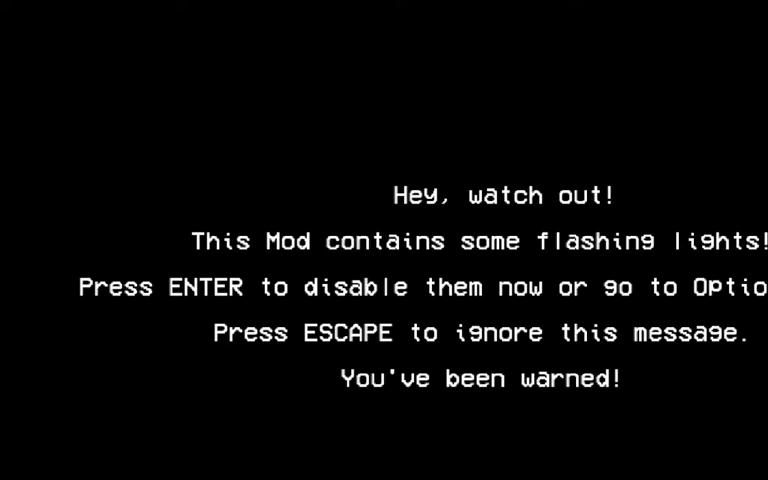 Hey, watch out!
This Mod contains some flashing lights!
Press ENTER to disable them now or go to Optio
Press ESCAPE to ignore this message.
You've been warned!